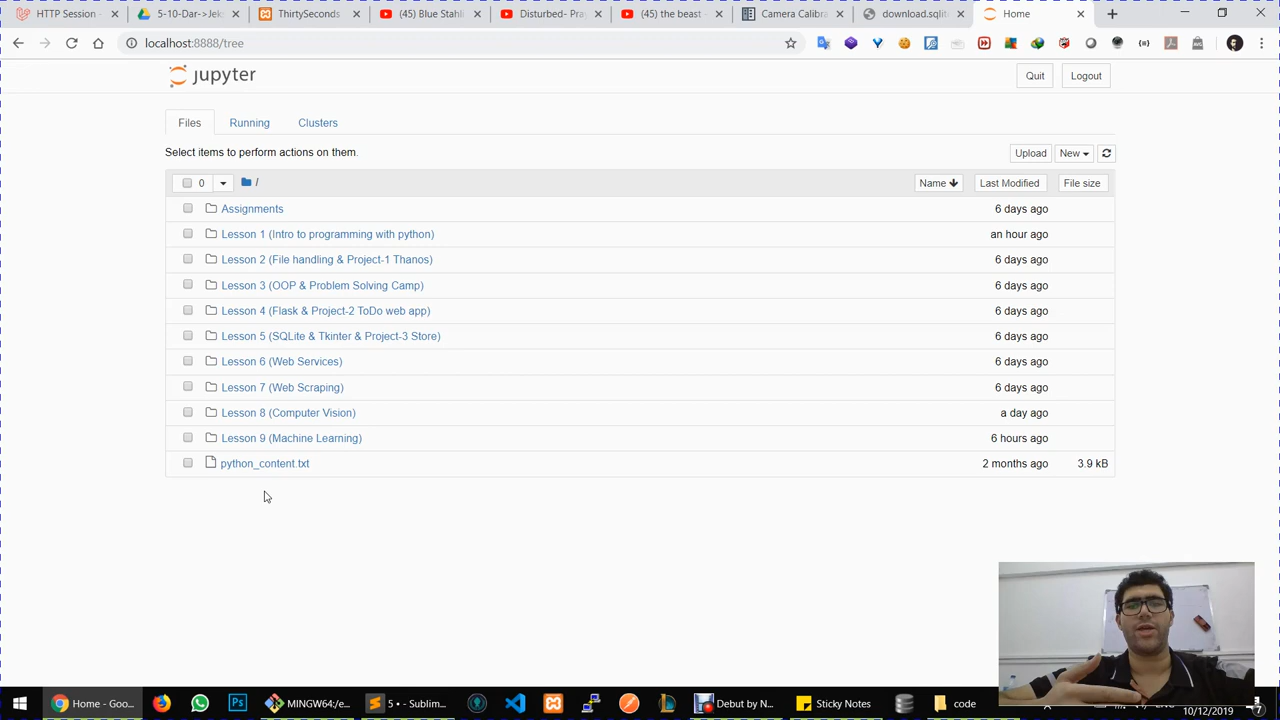 HTTP Session -
5-10-Dar->Jek
ThirtySeconds
(45) Blue Stahl
Disturbed- Pray
(45) the beast -
Camera Calibra
download.sqlit
Home
localhost:8888/tree
jupyter
Quit
Logout
Files
Running
Clusters
Select items to perform actions on them.
Upload
New
0
/
Name
Last Modified
File size
Assignments
6 days ago
Lesson 1 (Intro to programming with python)
an hour ago
Lesson 2 (File handling & Project-1 Thanos)
6 days ago
Lesson 3 (OOP & Problem Solving Camp)
6 days ago
Lesson 4 (Flask & Project-2 ToDo web app)
6 days ago
Lesson 5 (SQLite & Tkinter & Project-3 Store)
6 days ago
Lesson 6 (Web Services)
6 days ago
Lesson 7 (Web Scraping)
6 days ago
Lesson 8 (Computer Vision)
a day ago
Lesson 9 (Machine Learning)
6 hours ago
python_content.txt
2 months ago
3.9 kB
Home - Goo...
5 • - Sublim...
Debut by N...
Sticky Notes
code
ENG
10/12/2019
7